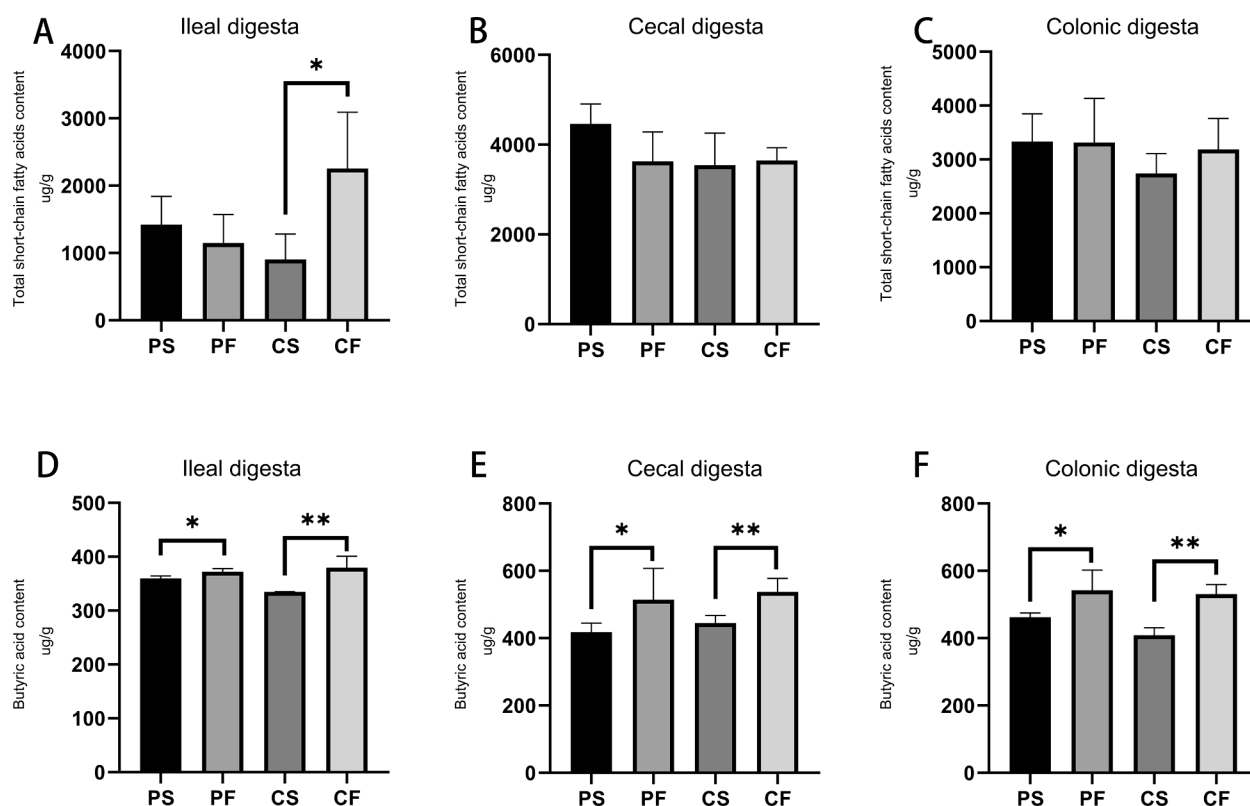 A
Ileal digesta
Total short-chain fatty acids content
ug/g
4000
3000
2000
1000
0
*
PS PF CS CF
B
Cecal digesta
Total short-chain fatty acids content
ug/g
6000
4000
2000
0
PS PF CS CF
C
Colonic digesta
Total short-chain fatty acids content
ug/g
5000
4000
3000
2000
1000
0
PS PF CS CF
D
Ileal digesta
Butyric acid content
ug/g
500
400
300
200
100
0
* **
PS PF CS CF
E
Cecal digesta
Butyric acid content
ug/g
800
600
400
200
0
* **
PS PF CS CF
F
Colonic digesta
Butyric acid content
ug/g
800
600
400
200
0
* **
PS PF CS CF